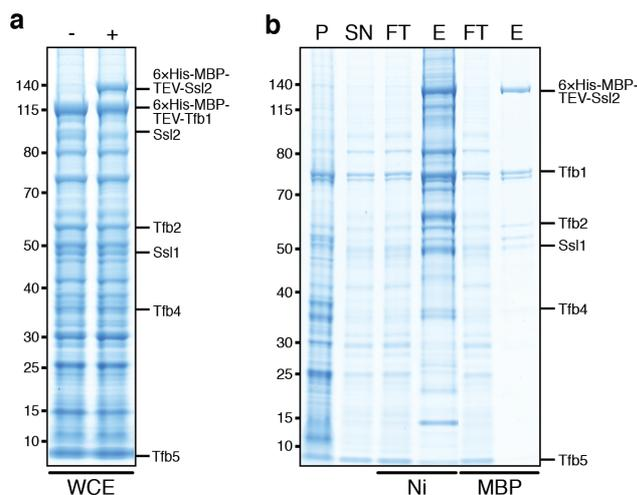 a
- +
140
115
80
70
50
40
30
25
15
10
6×His-MBP-
TEV-Ssl2
6×His-MBP-
TEV-Tfb1
Ssl2
Tfb2
Ssl1
Tfb4
Tfb5
WCE
b
P SN FT E FT E
140
115
80
70
50
40
30
25
15
10
6×His-MBP-
TEV-Ssl2
Tfb1
Tfb2
Ssl1
Tfb4
Tfb5
Ni MBP